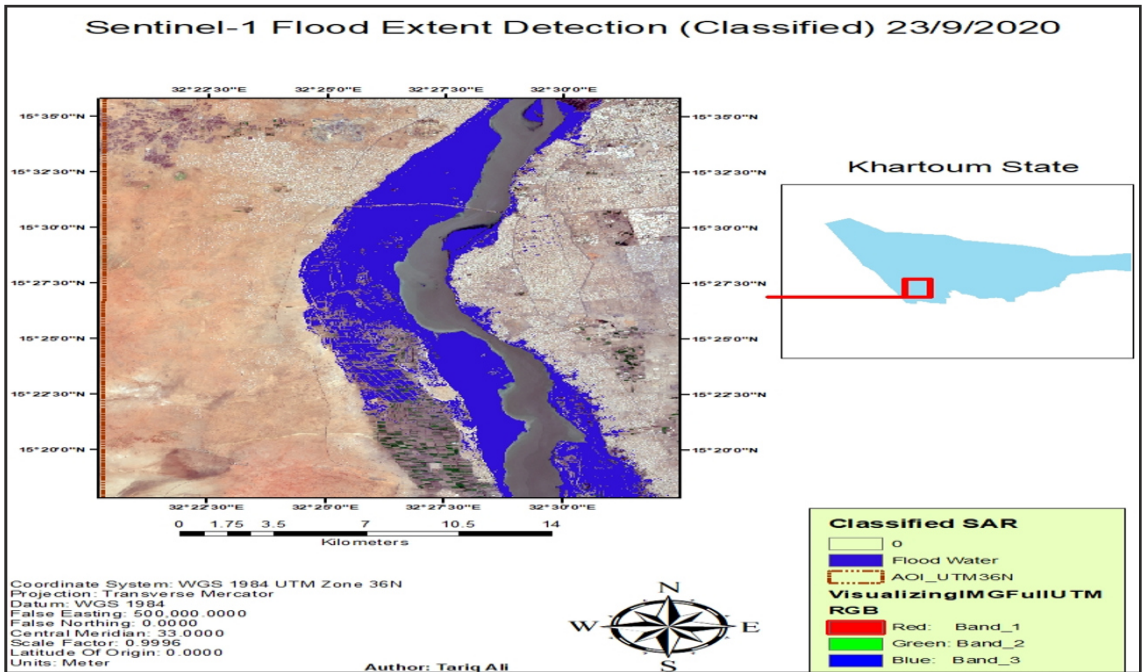 Sentinel-1 Flood Extent Detection (Classified) 23/9/2020
32°22'30"E 32°25'0"E 32°27'30"E 32°30'0"E
15°35'0"N 15°35'0"N
15°32'30"N 15°32'30"N
15°30'0"N 15°30'0"N
15°27'30"N 15°27'30"N
15°25'0"N 15°25'0"N
15°22'30"N 15°22'30"N
15°20'0"N 15°20'0"N
32°22'30"E 32°25'0"E 32°27'30"E 32°30'0"E
0 1.75 3.5 7 10.5 14
Kilometers
Khartoum State
Coordinate System: WGS 1984 UTM Zone 36N
Projection: Transverse Mercator
Datum: WGS 1984
False Easting: 500,000.0000
False Northing: 0.0000
Central Meridian: 33.0000
Scale Factor: 0.9996
Latitude Of Origin: 0.0000
Units: Meter
Author: Tariq Ali
N
W E
S
Classified SAR
0
Flood Water
AOI_UTM36N
VisualizingIMGFullUTM
RGB
Red: Band_1
Green: Band_2
Blue: Band_3